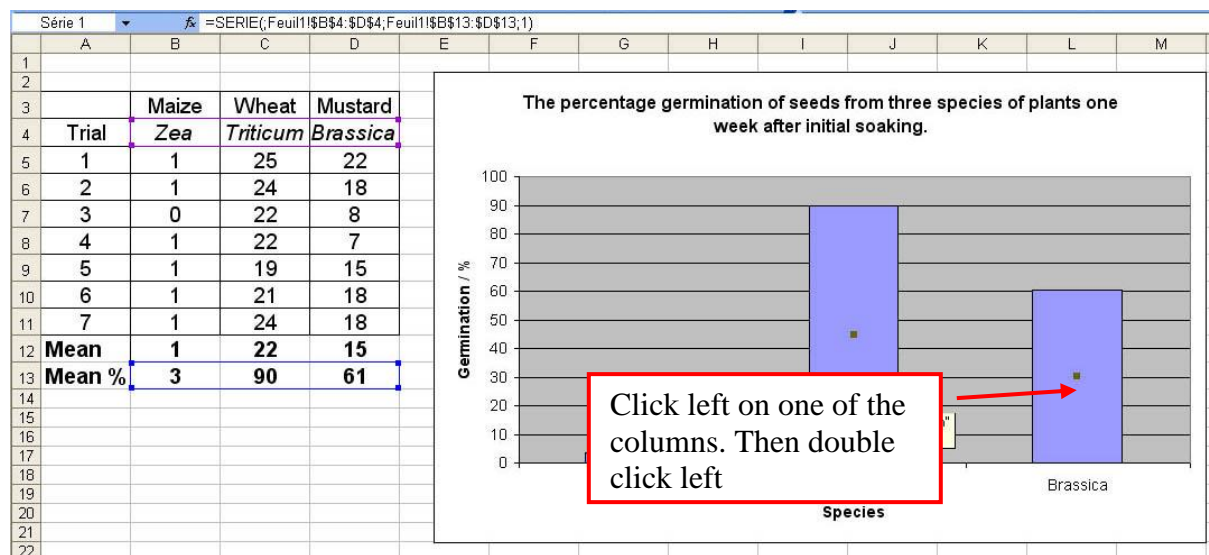 Série 1 fx =SERIE(;Feuil1!$B$4:$D$4;Feuil1!$B$13:$D$13;1)
A B C D E F G H I J K L M
1
2
3 Maize Wheat Mustard
4 Trial Zea Triticum Brassica
5 1 1 25 22
6 2 1 24 18
7 3 0 22 8
8 4 1 22 7
9 5 1 19 15
10 6 1 21 18
11 7 1 24 18
12 Mean 1 22 15
13 Mean % 3 90 61
14
15
16
17
18
19
20
21
22
The percentage germination of seeds from three species of plants one
week after initial soaking.
Germination / %
100
90
80
70
60
50
40
30
20
10
0
Click left on one of the
columns. Then double
click left
Brassica
Species